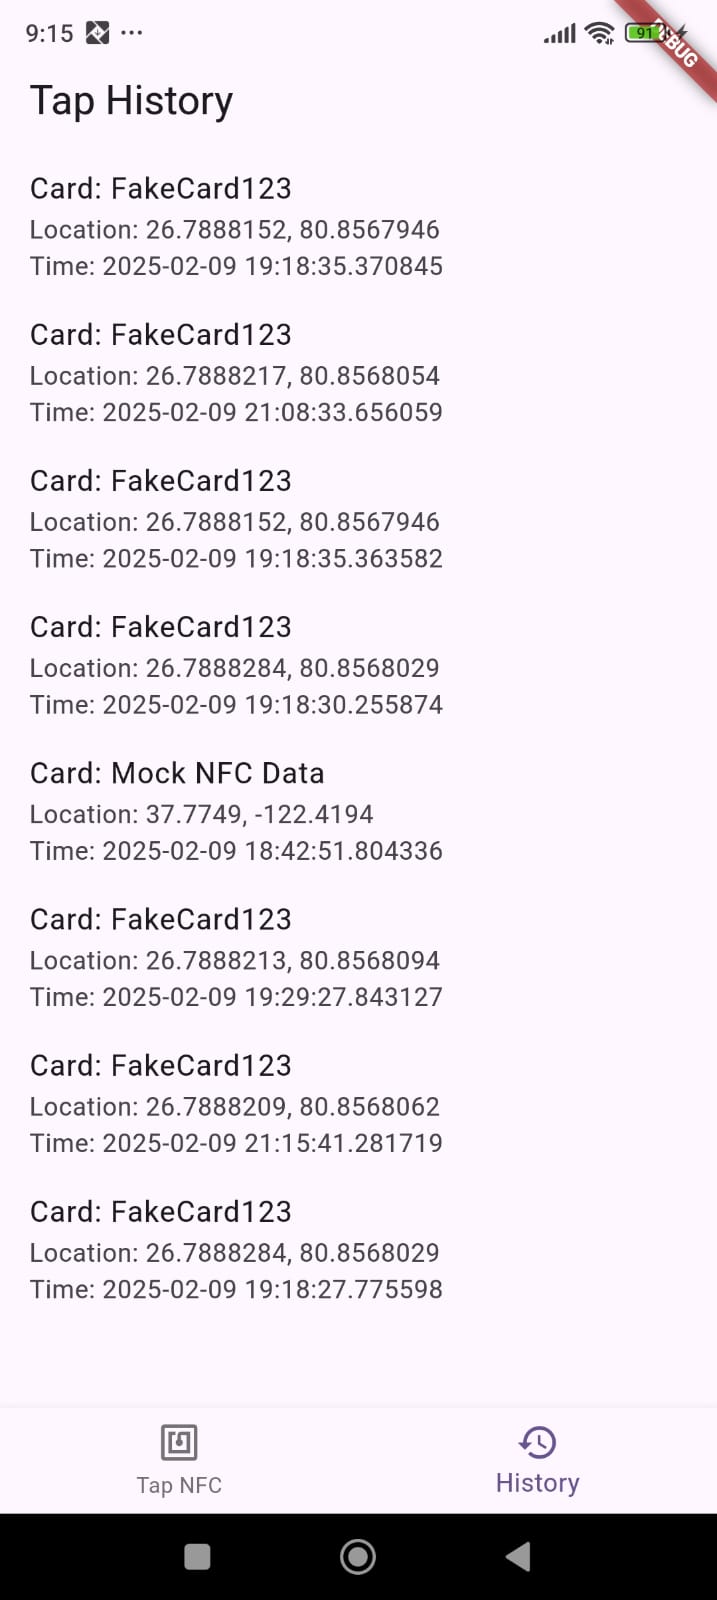 9:15
91
DEBUG
Tap History
Card: FakeCard123
Location: 26.7888152, 80.8567946
Time: 2025-02-09 19:18:35.370845
Card: FakeCard123
Location: 26.7888217, 80.8568054
Time: 2025-02-09 21:08:33.656059
Card: FakeCard123
Location: 26.7888152, 80.8567946
Time: 2025-02-09 19:18:35.363582
Card: FakeCard123
Location: 26.7888284, 80.8568029
Time: 2025-02-09 19:18:30.255874
Card: Mock NFC Data
Location: 37.7749, -122.4194
Time: 2025-02-09 18:42:51.804336
Card: FakeCard123
Location: 26.7888213, 80.8568094
Time: 2025-02-09 19:29:27.843127
Card: FakeCard123
Location: 26.7888209, 80.8568062
Time: 2025-02-09 21:15:41.281719
Card: FakeCard123
Location: 26.7888284, 80.8568029
Time: 2025-02-09 19:18:27.775598
Tap NFC
History